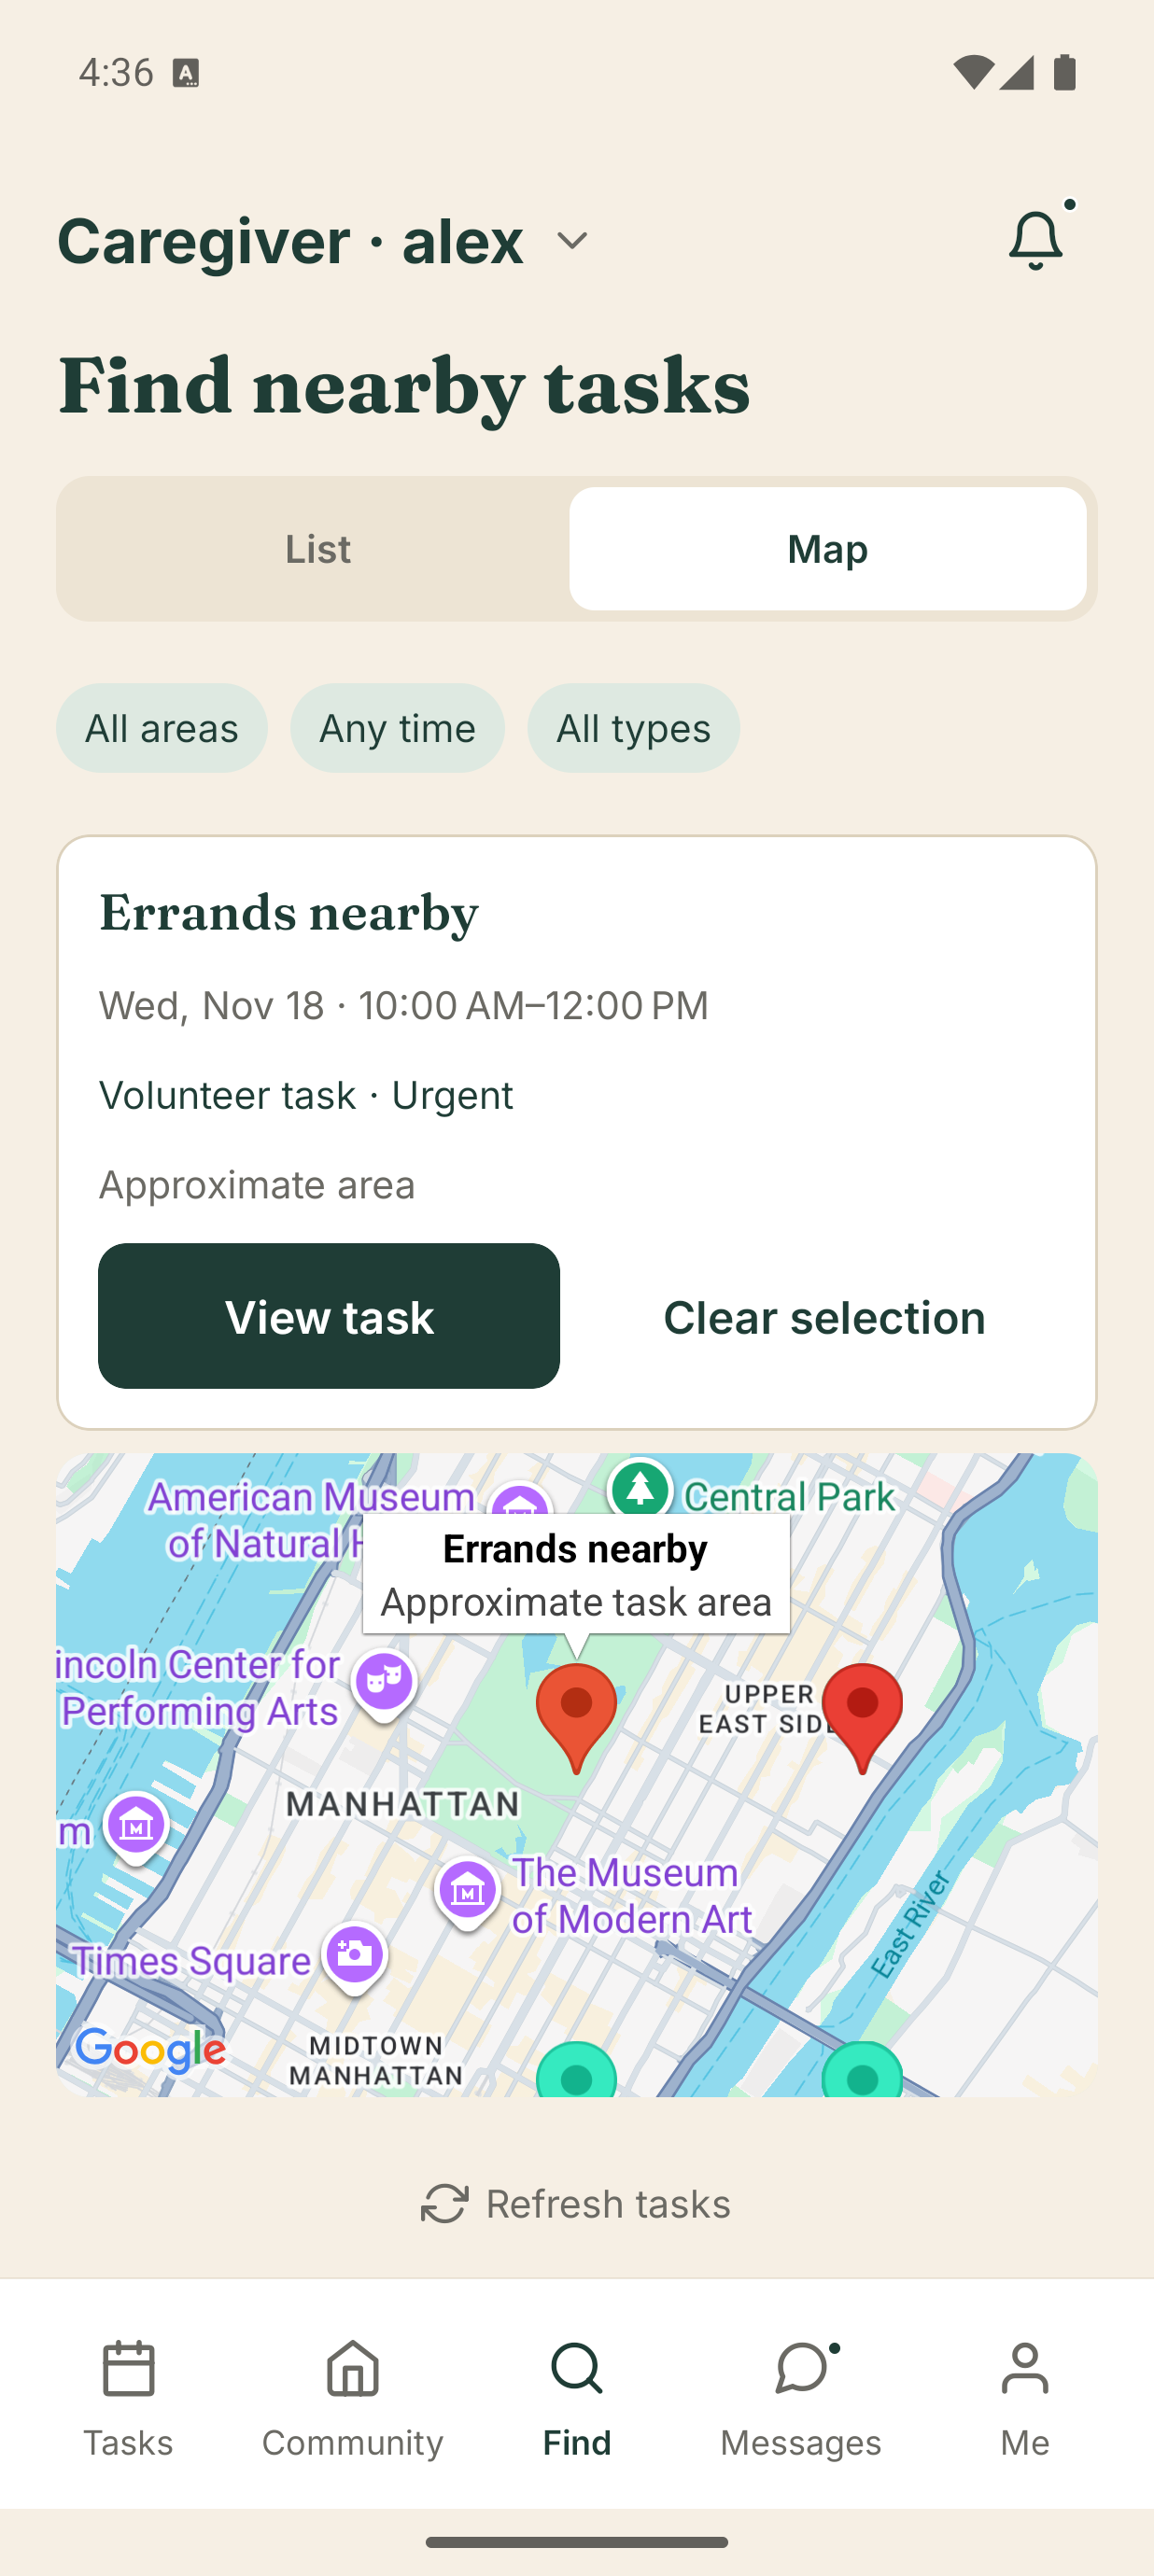 4:36
Caregiver · alex
Find nearby tasks
List
Map
All areas
Any time
All types
Errands nearby
Wed, Nov 18 · 10:00 AM–12:00 PM
Volunteer task · Urgent
Approximate area
View task
Clear selection
American Museum
of Natural H
Central Park
Errands nearby
Approximate task area
incoln Center for
Performing Arts
UPPER
EAST SIDE
MANHATTAN
m
The Museum
of Modern Art
Times Square
East River
Google
MIDTOWN
MANHATTAN
Refresh tasks
Tasks
Community
Find
Messages
Me